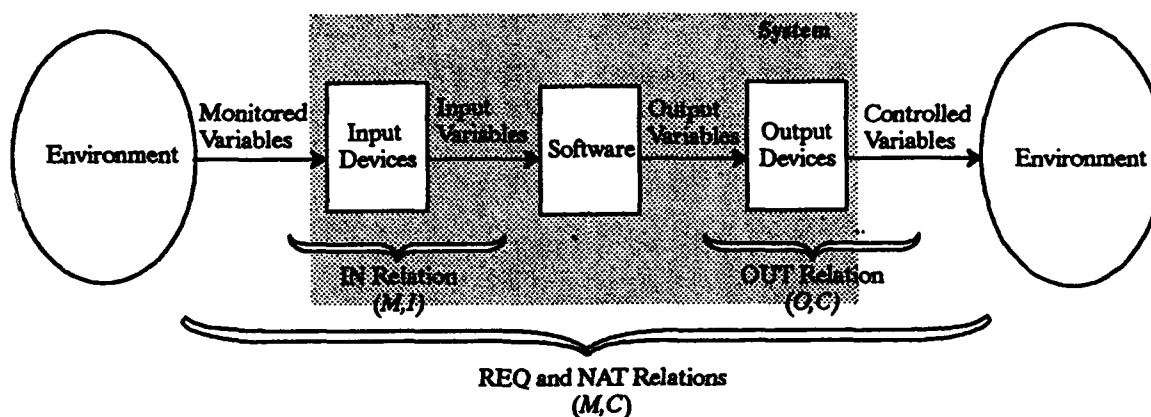 System
Monitored
Variables
Input
Variables
Output
Variables
Controlled
Variables
Environment
Input
Devices
Software
Output
Devices
Environment
IN Relation
(M,I)
OUT Relation
(O,C)
REQ and NAT Relations
(M,C)